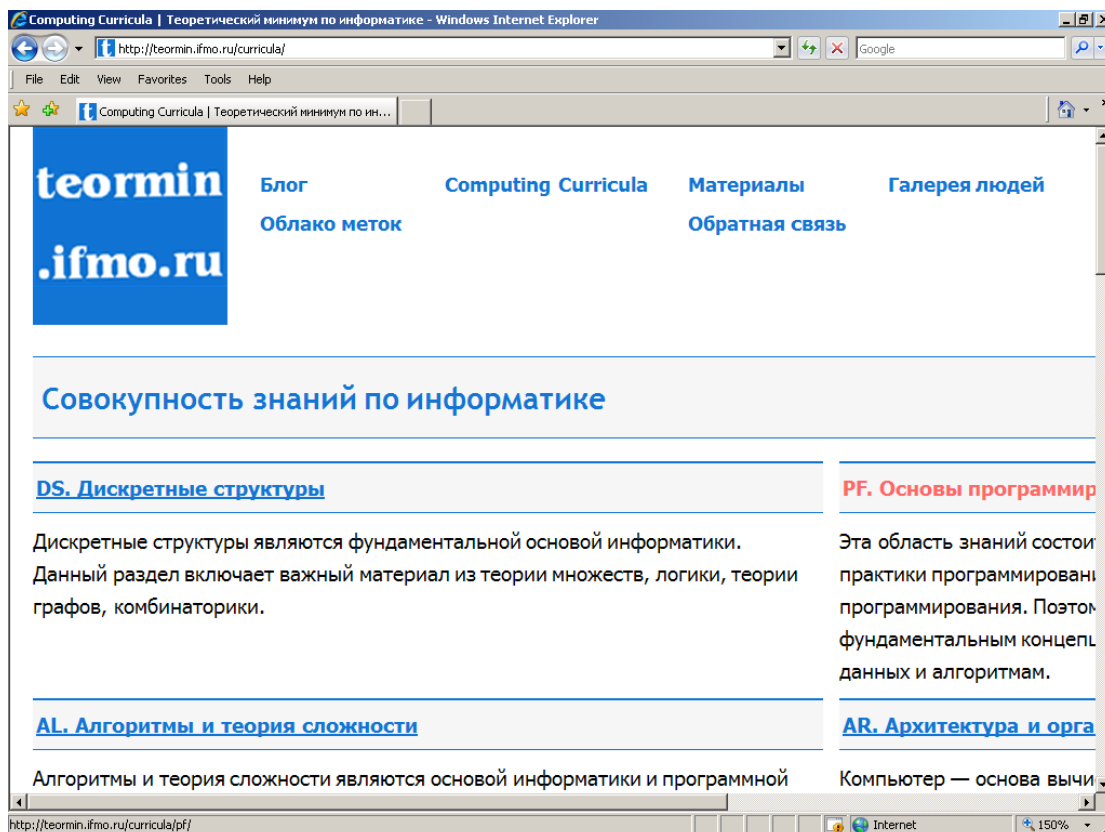 Computing Curricula | Теоретический минимум по информатике - Windows Internet Explorer
http://teormin.ifmo.ru/curricula/
Google
File Edit View Favorites Tools Help
Computing Curricula | Теоретический минимум по ин...
teormin
.ifmo.ru
Блог Computing Curricula Материалы Галерея людей
Облако меток Обратная связь
Совокупность знаний по информатике
DS. Дискретные структуры
Дискретные структуры являются фундаментальной основой информатики.
Данный раздел включает важный материал из теории множеств, логики, теории
графов, комбинаторики.
PF. Основы программир
Эта область знаний состои
практики программировани
программирования. Поэтом
фундаментальным концепц
данных и алгоритмам.
AL. Алгоритмы и теория сложности
Алгоритмы и теория сложности являются основой информатики и программной
AR. Архитектура и орга
Компьютер — основа вычи
http://teormin.ifmo.ru/curricula/pf/
Internet
150%